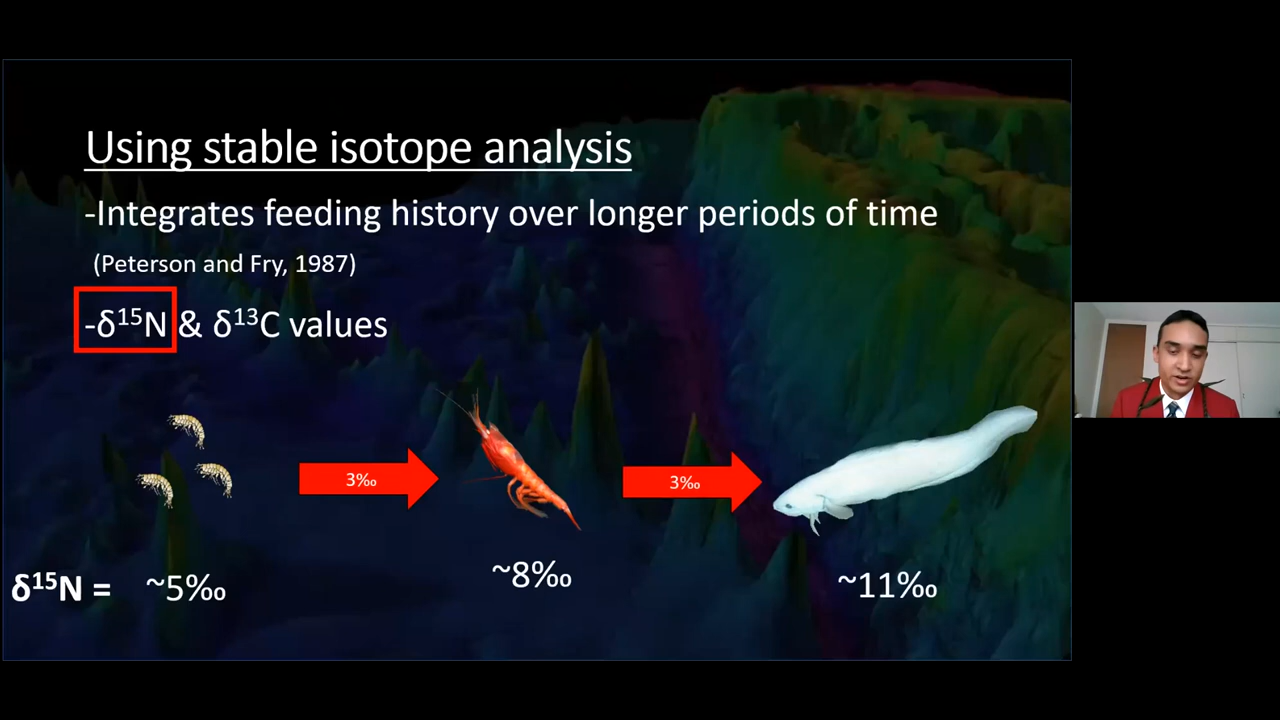 Using stable isotope analysis
-Integrates feeding history over longer periods of time
(Peterson and Fry, 1987)
-δ¹⁵N & δ¹³C values
3‰
3‰
δ¹⁵N = ~5‰
~8‰
~11‰